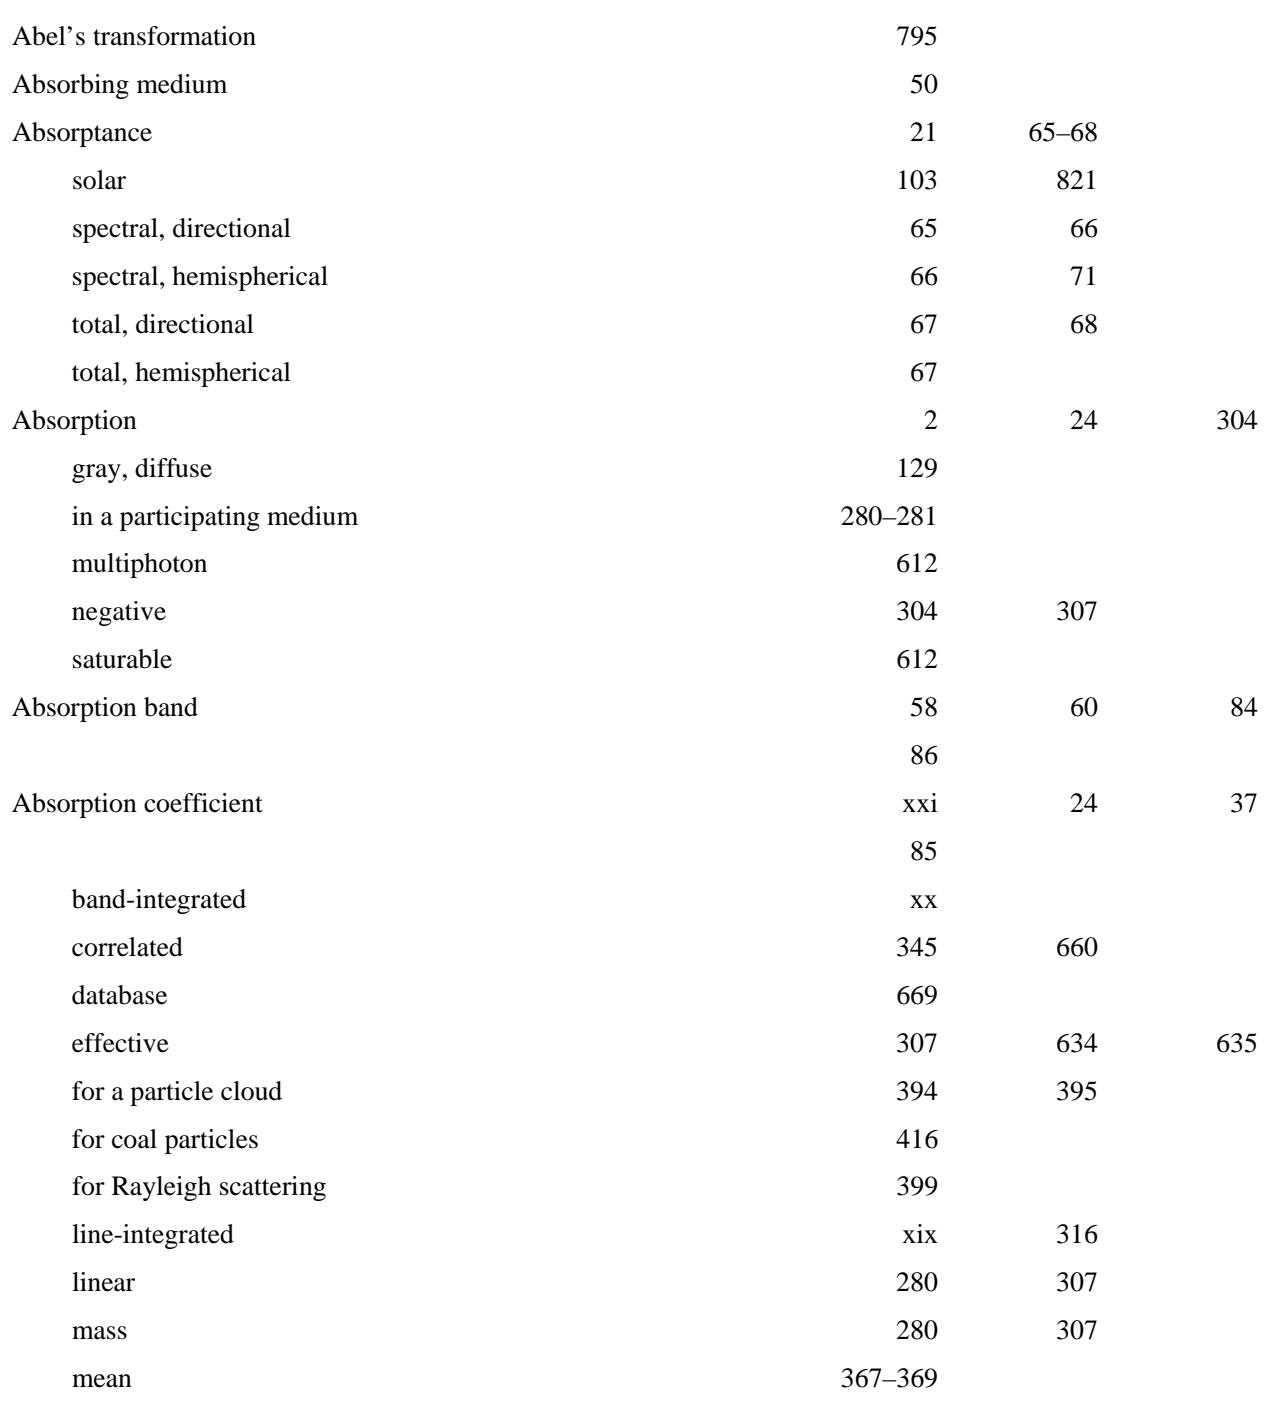 Abel’s transformation 795
Absorbing medium 50
Absorptance 21 65–68
solar 103 821
spectral, directional 65 66
spectral, hemispherical 66 71
total, directional 67 68
total, hemispherical 67
Absorption 2 24 304
gray, diffuse 129
in a participating medium 280–281
multiphoton 612
negative 304 307
saturable 612
Absorption band 58 60 84
86
Absorption coefficient xxi 24 37
85
band-integrated xx
correlated 345 660
database 669
effective 307 634 635
for a particle cloud 394 395
for coal particles 416
for Rayleigh scattering 399
line-integrated xix 316
linear 280 307
mass 280 307
mean 367–369